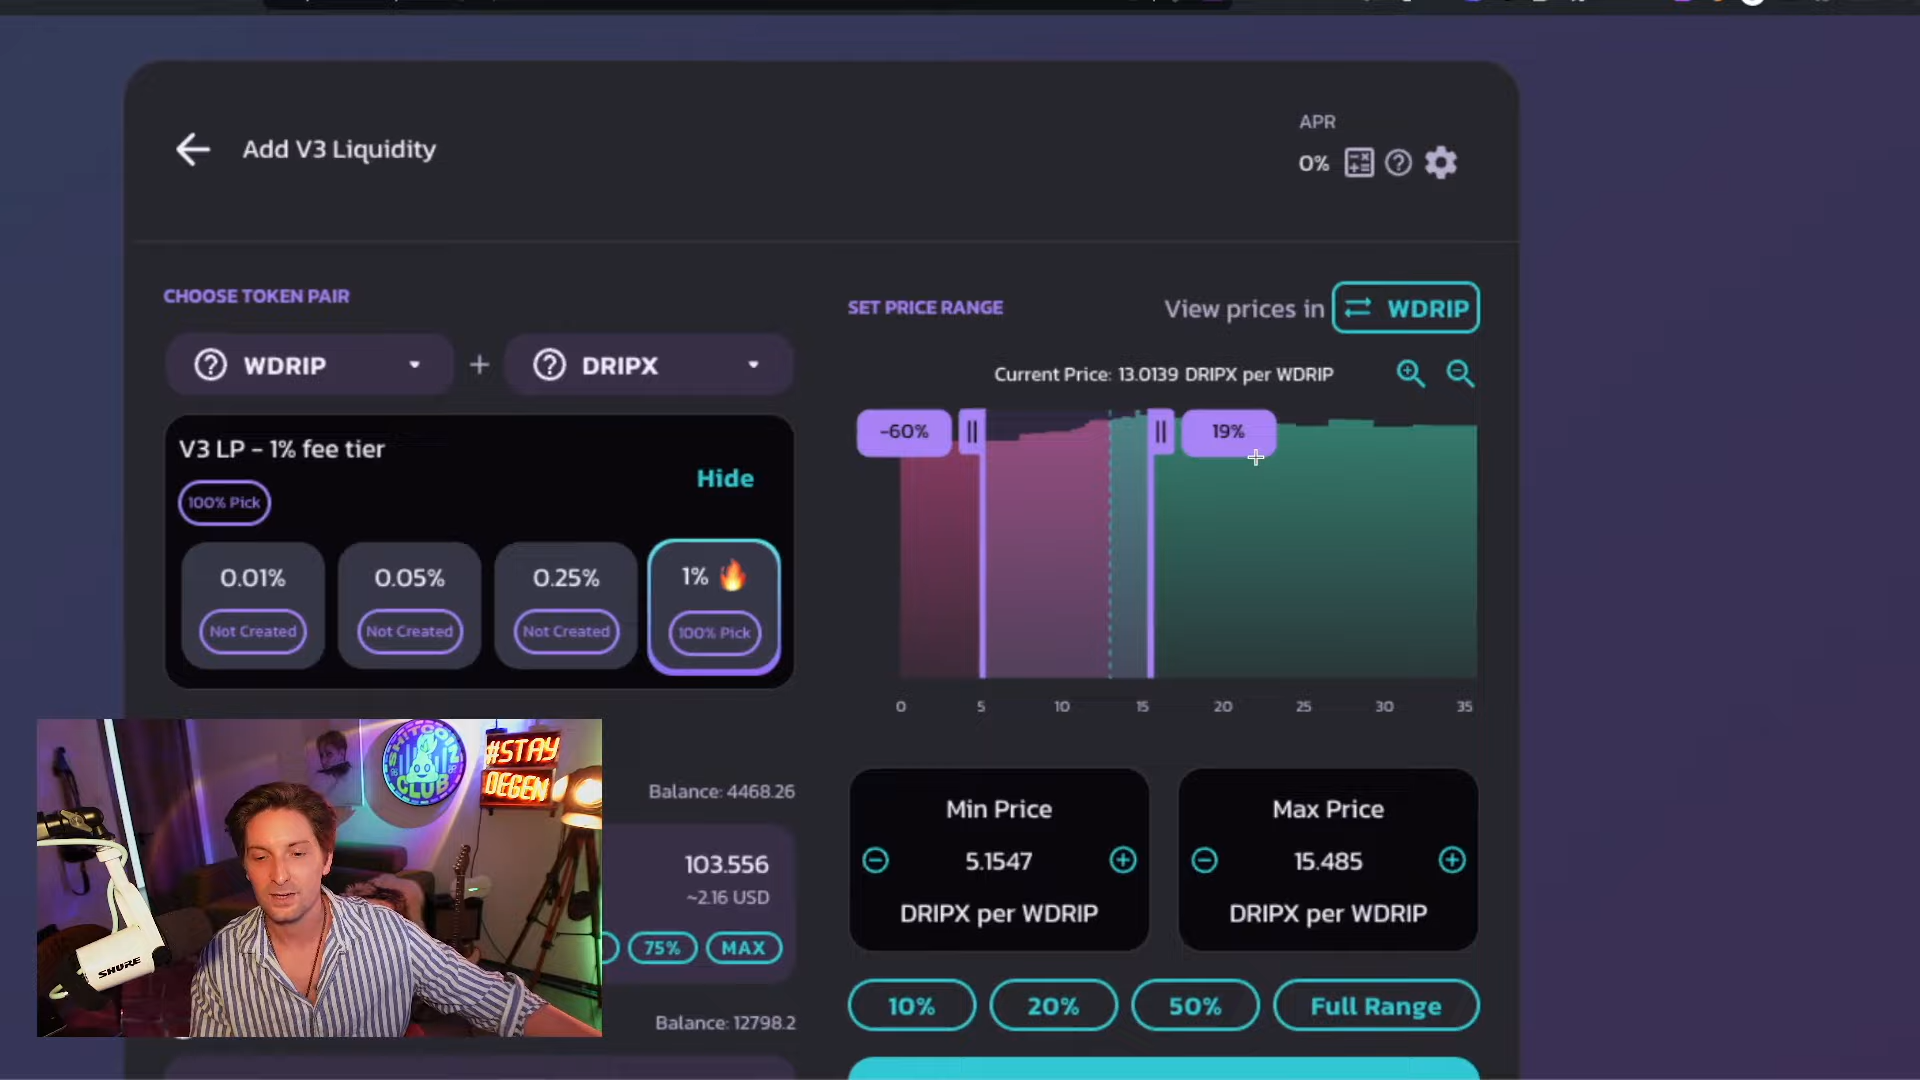 Add V3 Liquidity
APR
0%
CHOOSE TOKEN PAIR
WDRIP
+
DRIPX
V3 LP - 1% fee tier
100% Pick
Hide
0.01%
Not Created
0.05%
Not Created
0.25%
Not Created
1%
100% Pick
SET PRICE RANGE
View prices in
WDRIP
Current Price: 13.0139 DRIPX per WDRIP
-60%
19%
0 5 10 15 20 25 30 35
Balance: 4468.26
103.556
~2.16 USD
75%
MAX
Balance: 12798.2
Min Price
5.1547
DRIPX per WDRIP
Max Price
15.485
DRIPX per WDRIP
10%
20%
50%
Full Range
SHITCOIN
CLUB
#STAY
DEGEN
SHURE